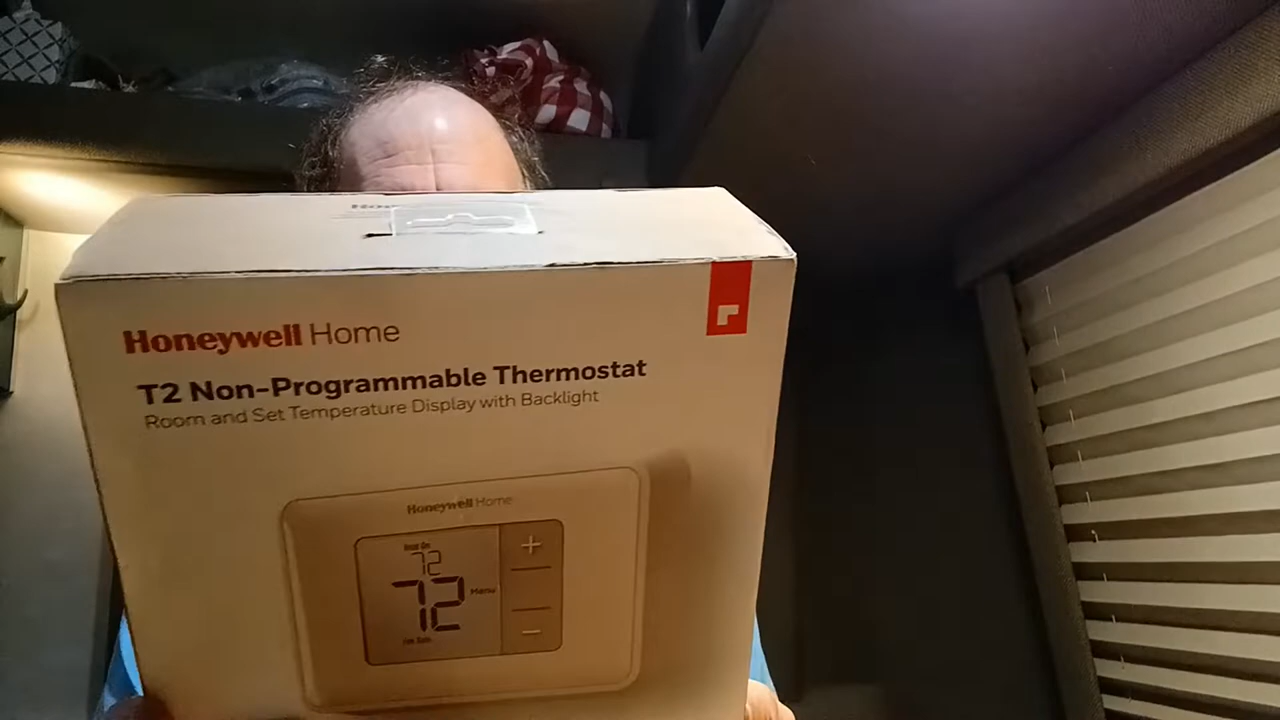 Honeywell Home
T2 Non-Programmable Thermostat
Room and Set Temperature Display with Backlight
Honeywell Home
72
72
Menu
+
−